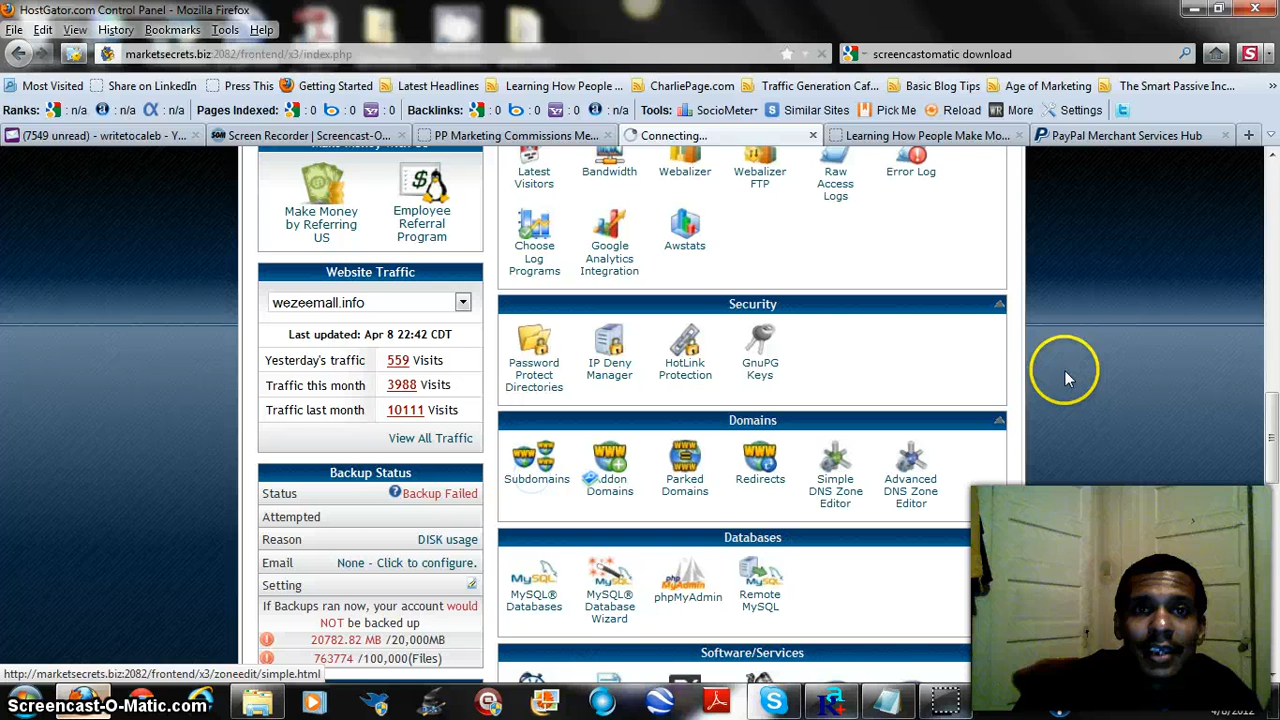 HostGator.com Control Panel - Mozilla Firefox
File Edit View History Bookmarks Tools Help
marketsecrets.biz:2082/frontend/x3/index.php
screencastomatic download
Most Visited Share on LinkedIn Press This Getting Started Latest Headlines Learning How People... CharliePage.com Traffic Generation Caf... Basic Blog Tips Age of Marketing The Smart Passive Inc...
Ranks: : n/a : n/a : n/a Pages Indexed: : 0 : 0 : 0 Backlinks: : 0 : 0 : n/a Tools: SocioMeter Similar Sites Pick Me Reload More Settings
(7549 unread) - writetocaleb - Y... Screen Recorder | Screencast-O... PP Marketing Commissions Me... Connecting... Learning How People Make Mo... PayPal Merchant Services Hub
Make Money by Referring US
Employee Referral Program
Website Traffic
wezeemall.info
Last updated: Apr 8 22:42 CDT
Yesterday's traffic 559 Visits
Traffic this month 3988 Visits
Traffic last month 10111 Visits
View All Traffic
Backup Status
Status Backup Failed
Attempted
Reason DISK usage
Email None - Click to configure.
Setting
If Backups ran now, your account would
NOT be backed up
20782.82 MB /20,000MB
763774 /100,000(Files)
Latest Visitors
Bandwidth
Webalizer
Webalizer FTP
Raw Access Logs
Error Log
Choose Log Programs
Google Analytics Integration
Awstats
Security
Password Protect Directories
IP Deny Manager
HotLink Protection
GnuPG Keys
Domains
Subdomains
Addon Domains
Parked Domains
Redirects
Simple DNS Zone Editor
Advanced DNS Zone Editor
Databases
MySQL® Databases
MySQL® Database Wizard
phpMyAdmin
Remote MySQL
Software/Services
http://marketsecrets.biz:2082/frontend/x3/zoneedit/simple.html
Screencast-O-Matic.com
4/8/2012